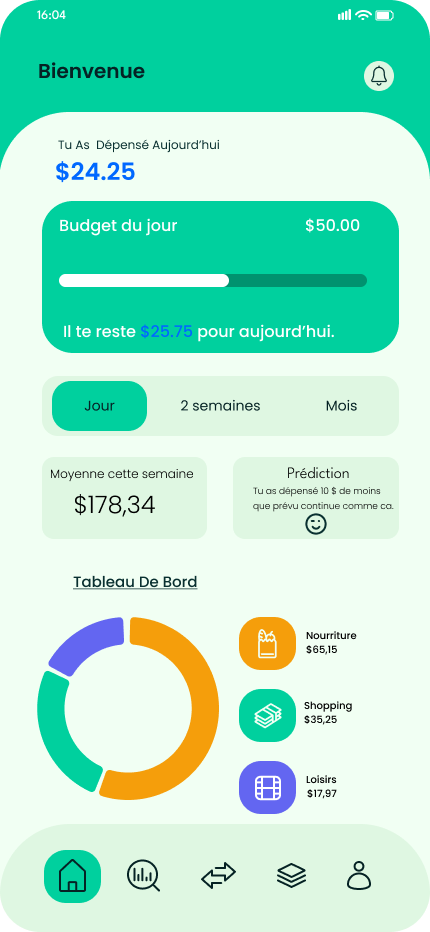 16:04
Bienvenue
Tu As Dépensé Aujourd’hui
$24.25
Budget du jour $50.00
Il te reste $25.75 pour aujourd’hui.
Jour 2 semaines Mois
Moyenne cette semaine
$178,34
Prédiction
Tu as dépensé 10 $ de moins
que prévu continue comme ca.
Tableau De Bord
Nourriture
$65,15
Shopping
$35,25
Loisirs
$17,97